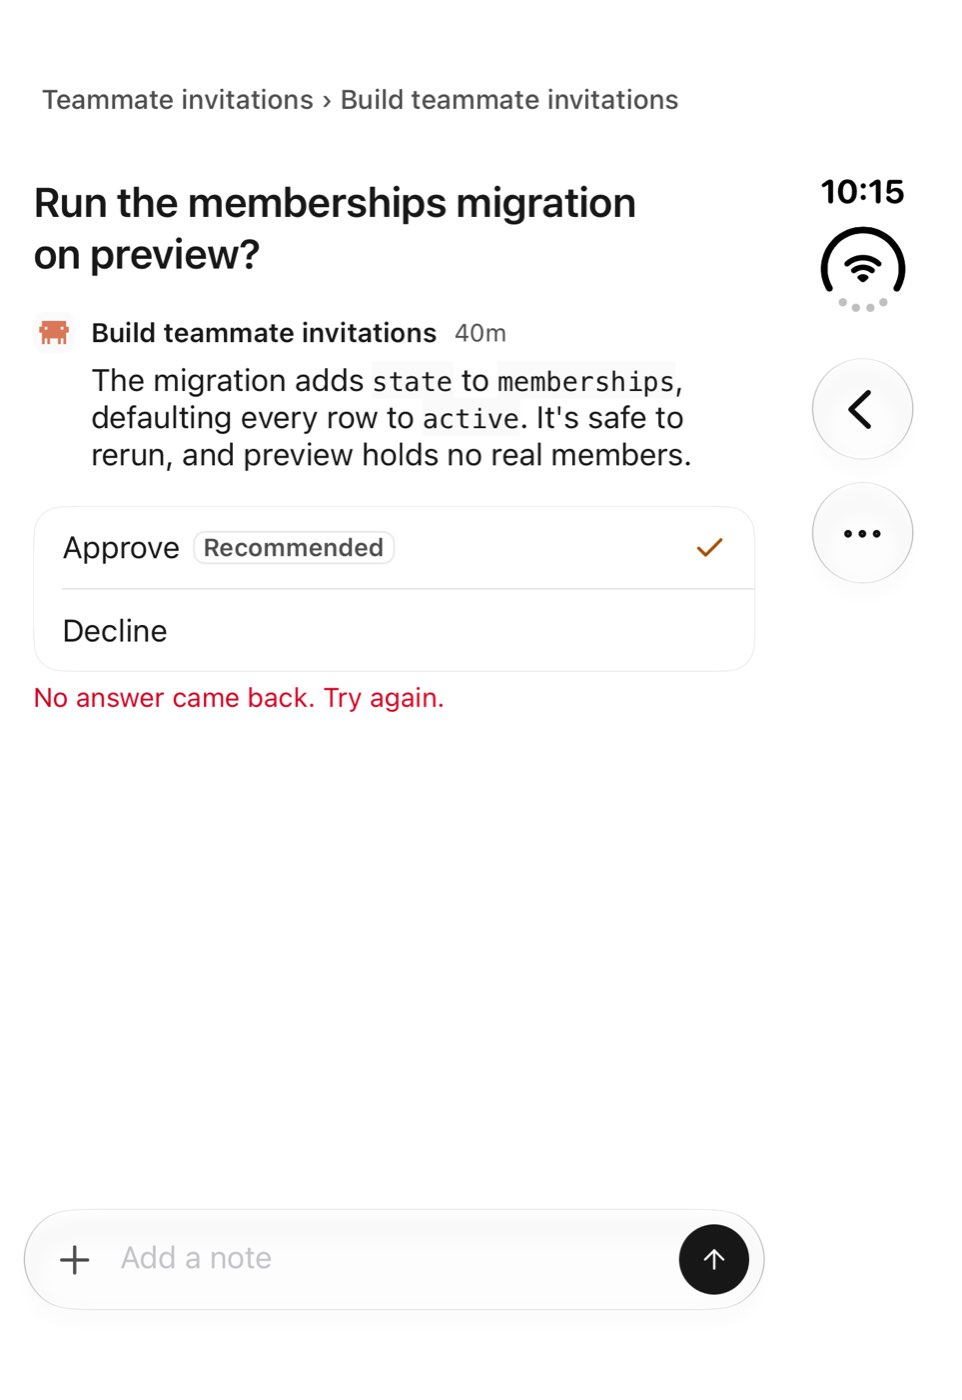 Teammate invitations › Build teammate invitations
10:15
Run the memberships migration
on preview?
Build teammate invitations 40m
The migration adds state to memberships,
defaulting every row to active. It's safe to
rerun, and preview holds no real members.
Approve Recommended
Decline
No answer came back. Try again.
Add a note